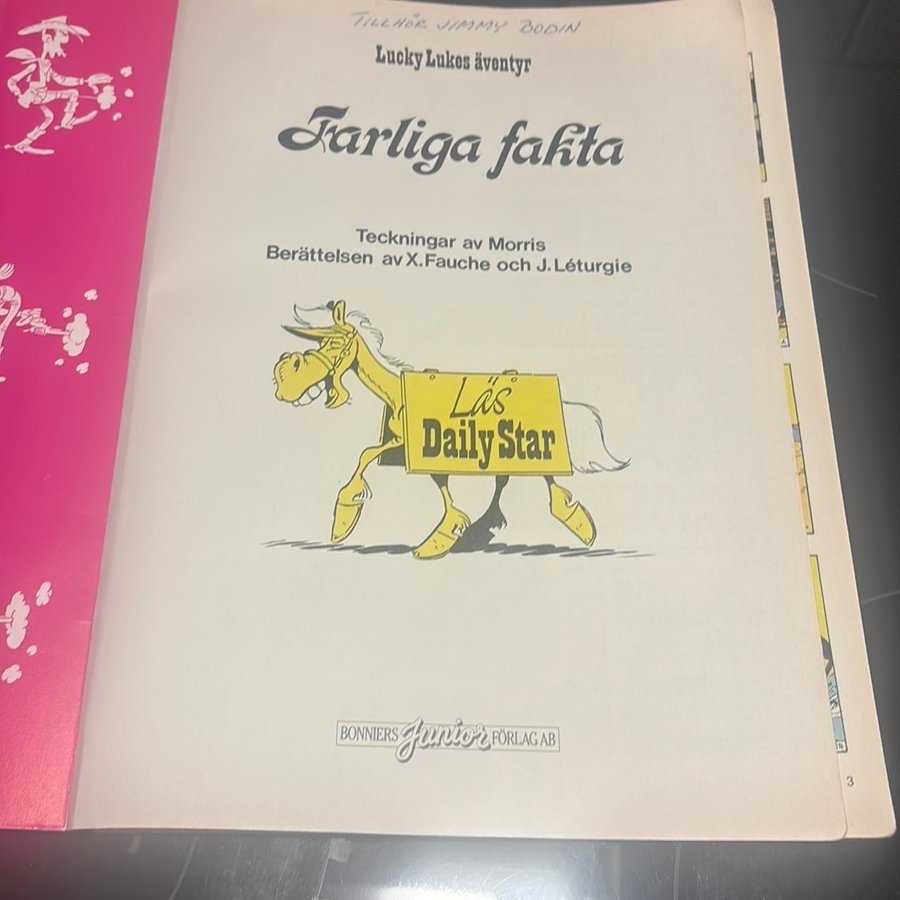 TILLHÖR JIMMY BODIN
Lucky Lukes äventyr
Farliga fakta
Teckningar av Morris
Berättelsen av X. Fauche och J. Léturgie
Läs
Daily Star
BONNIERS Junior FÖRLAG AB
3